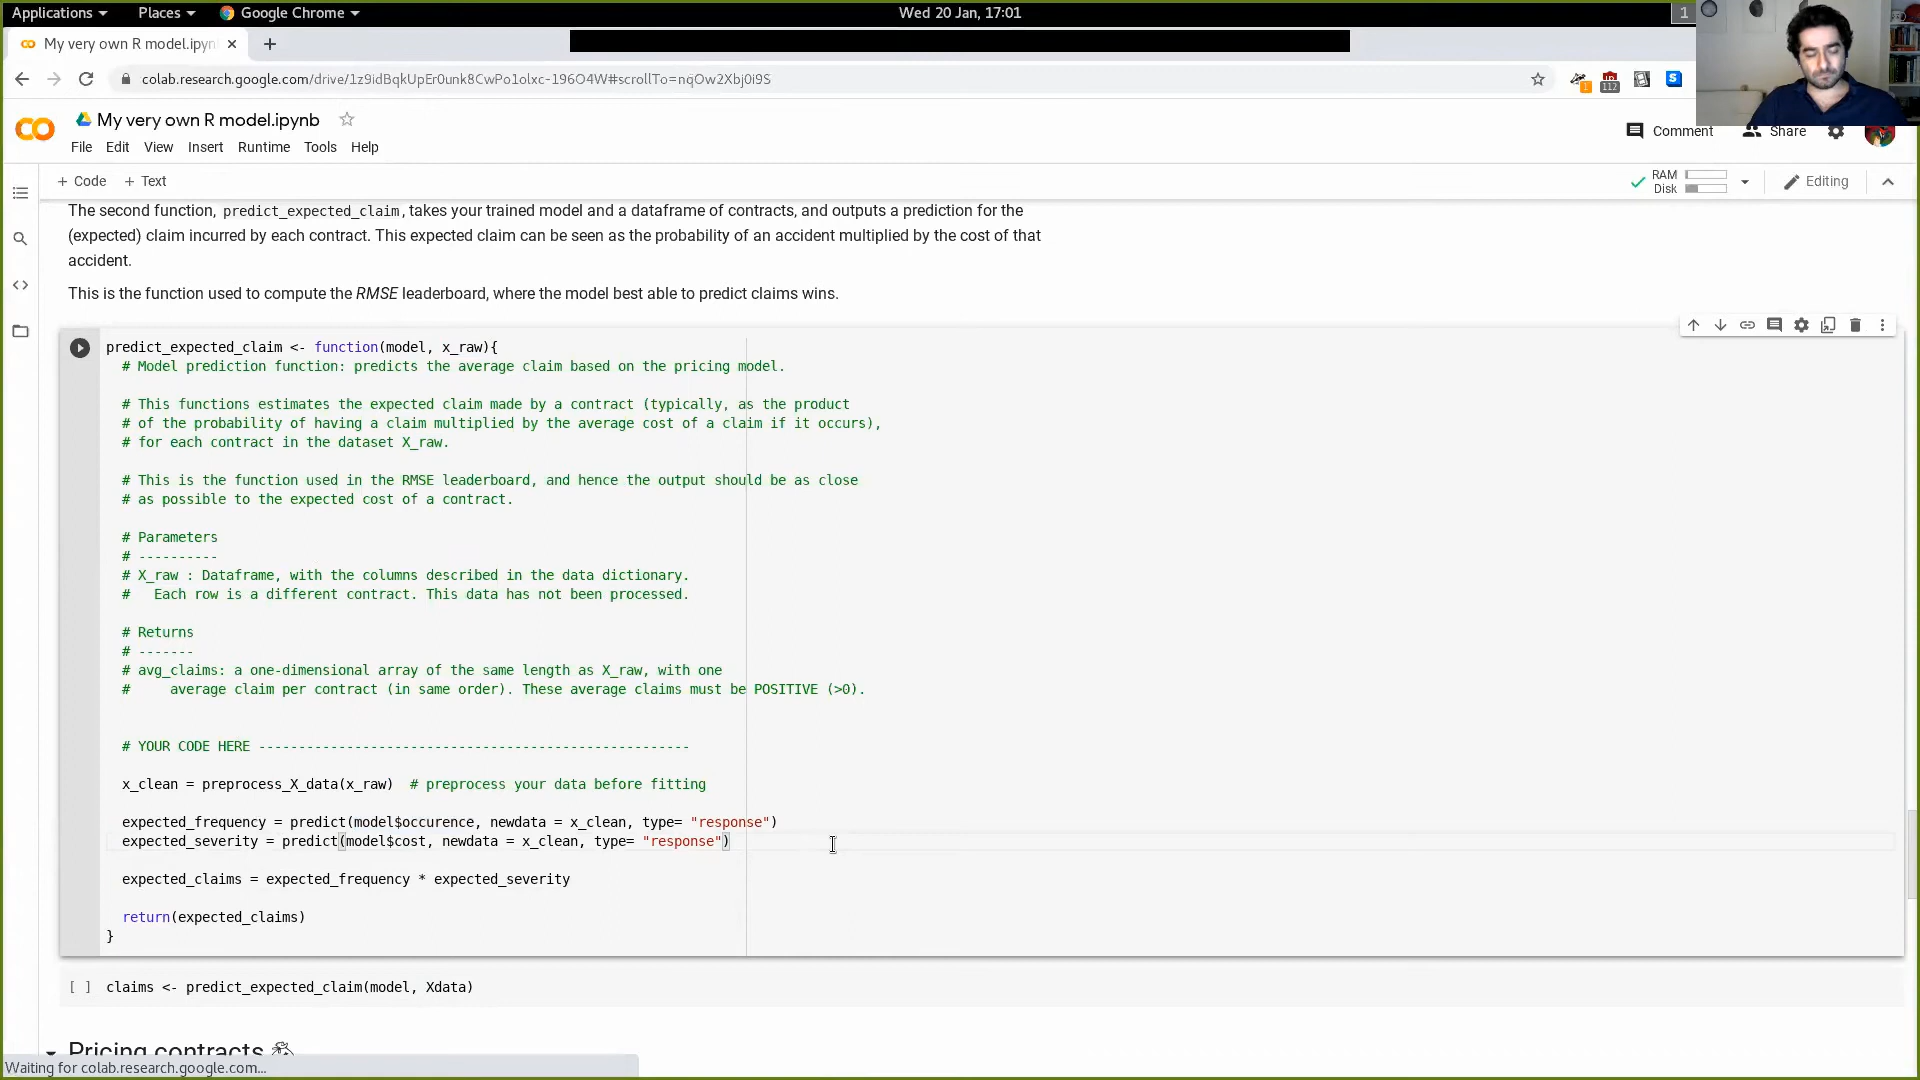 Applications Places Google Chrome Wed 20 Jan, 17:01 1
My very own R model.ipyn
colab.research.google.com/drive/1z9idBqkUpEr0unk8CwPo1olxc-196O4W#scrollTo=nqOw2Xbj0i9S 1 112 S
My very own R model.ipynb
File Edit View Insert Runtime Tools Help Comment Share
+ Code + Text RAM Disk Editing
The second function, predict_expected_claim, takes your trained model and a dataframe of contracts, and outputs a prediction for the
(expected) claim incurred by each contract. This expected claim can be seen as the probability of an accident multiplied by the cost of that
accident.
This is the function used to compute the RMSE leaderboard, where the model best able to predict claims wins.
predict_expected_claim <- function(model, x_raw){
# Model prediction function: predicts the average claim based on the pricing model.
# This functions estimates the expected claim made by a contract (typically, as the product
# of the probability of having a claim multiplied by the average cost of a claim if it occurs),
# for each contract in the dataset X_raw.
# This is the function used in the RMSE leaderboard, and hence the output should be as close
# as possible to the expected cost of a contract.
# Parameters
# ----------
# X_raw : Dataframe, with the columns described in the data dictionary.
# Each row is a different contract. This data has not been processed.
# Returns
# -------
# avg_claims: a one-dimensional array of the same length as X_raw, with one
# average claim per contract (in same order). These average claims must be POSITIVE (>0).
# YOUR CODE HERE ------------------------------------------------------
x_clean = preprocess_X_data(x_raw) # preprocess your data before fitting
expected_frequency = predict(model$occurence, newdata = x_clean, type= "response")
expected_severity = predict(model$cost, newdata = x_clean, type= "response")
expected_claims = expected_frequency * expected_severity
return(expected_claims)
}
[ ] claims <- predict_expected_claim(model, Xdata)
Pricing contracts
Waiting for colab.research.google.com...